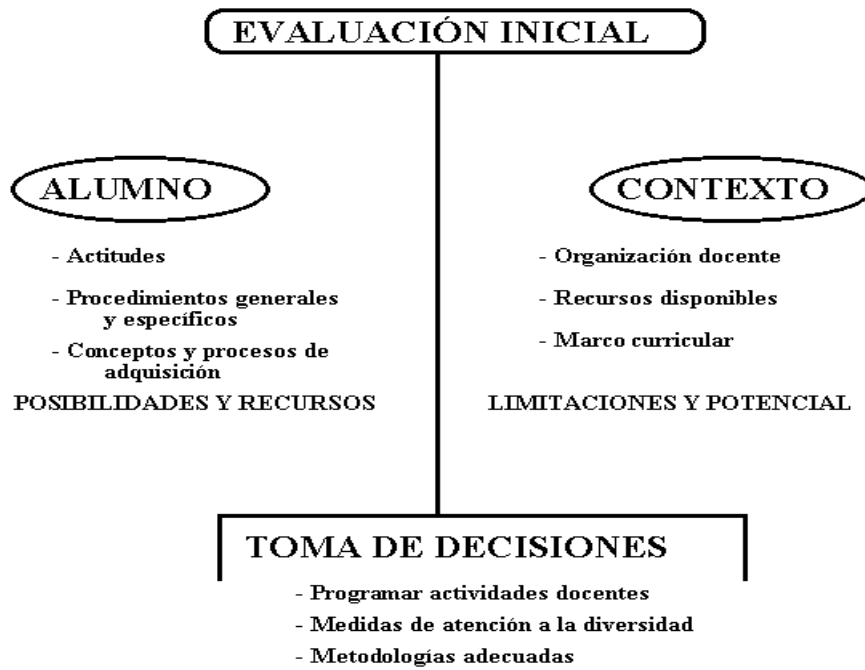 EVALUACIÓN INICIAL
ALUMNO
- Actitudes
- Procedimientos generales
y específicos
- Conceptos y procesos de
adquisición
POSIBILIDADES Y RECURSOS
CONTEXTO
- Organización docente
- Recursos disponibles
- Marco curricular
LIMITACIONES Y POTENCIAL
TOMA DE DECISIONES
- Programar actividades docentes
- Medidas de atención a la diversidad
- Metodologías adecuadas